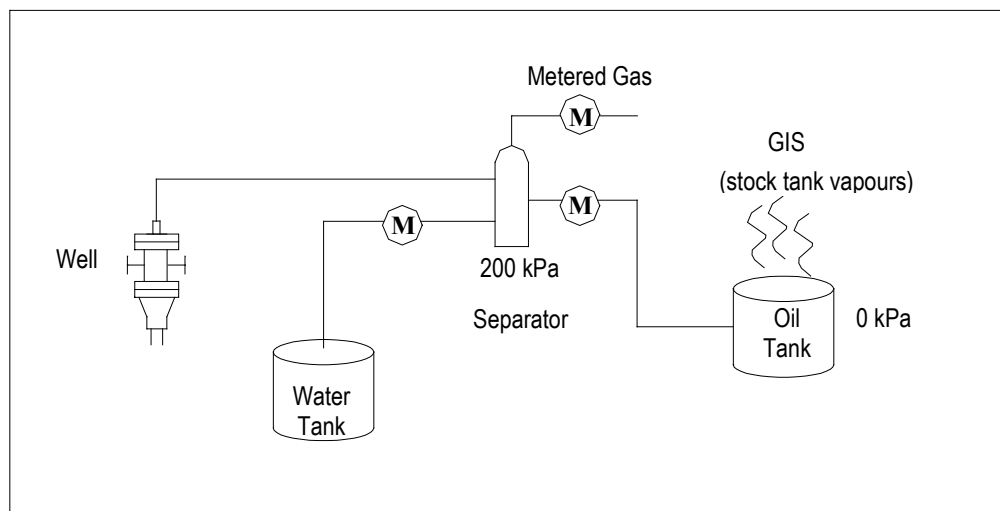 Metered Gas
M
GIS
(stock tank vapours)
M
M
Well
200 kPa
Separator
Oil
Tank
0 kPa
Water
Tank